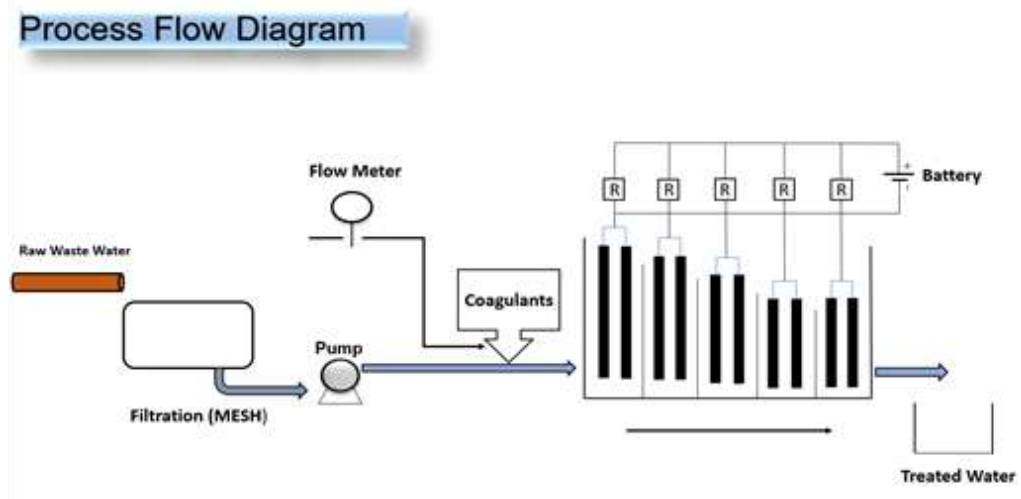 Process Flow Diagram
Flow Meter
R R R R R
+
-
Battery
Raw Waste Water
Coagulants
Pump
Filtration (MESH)
Treated Water